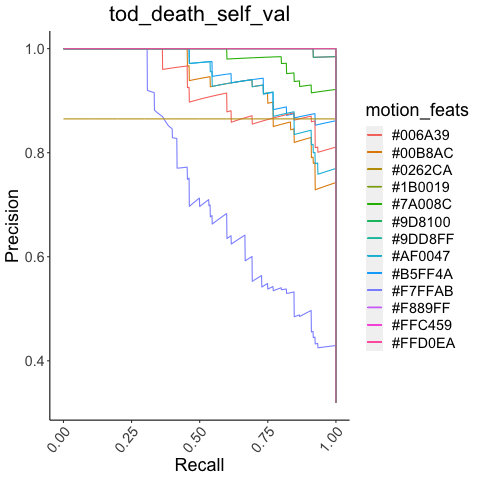 tod_death_self_val
Precision
1.0
0.8
0.6
0.4
0.00
0.25
0.50
0.75
1.00
Recall
motion_feats
#006A39
#00B8AC
#0262CA
#1B0019
#7A008C
#9D8100
#9DD8FF
#AF0047
#B5FF4A
#F7FFAB
#F889FF
#FFC459
#FFD0EA